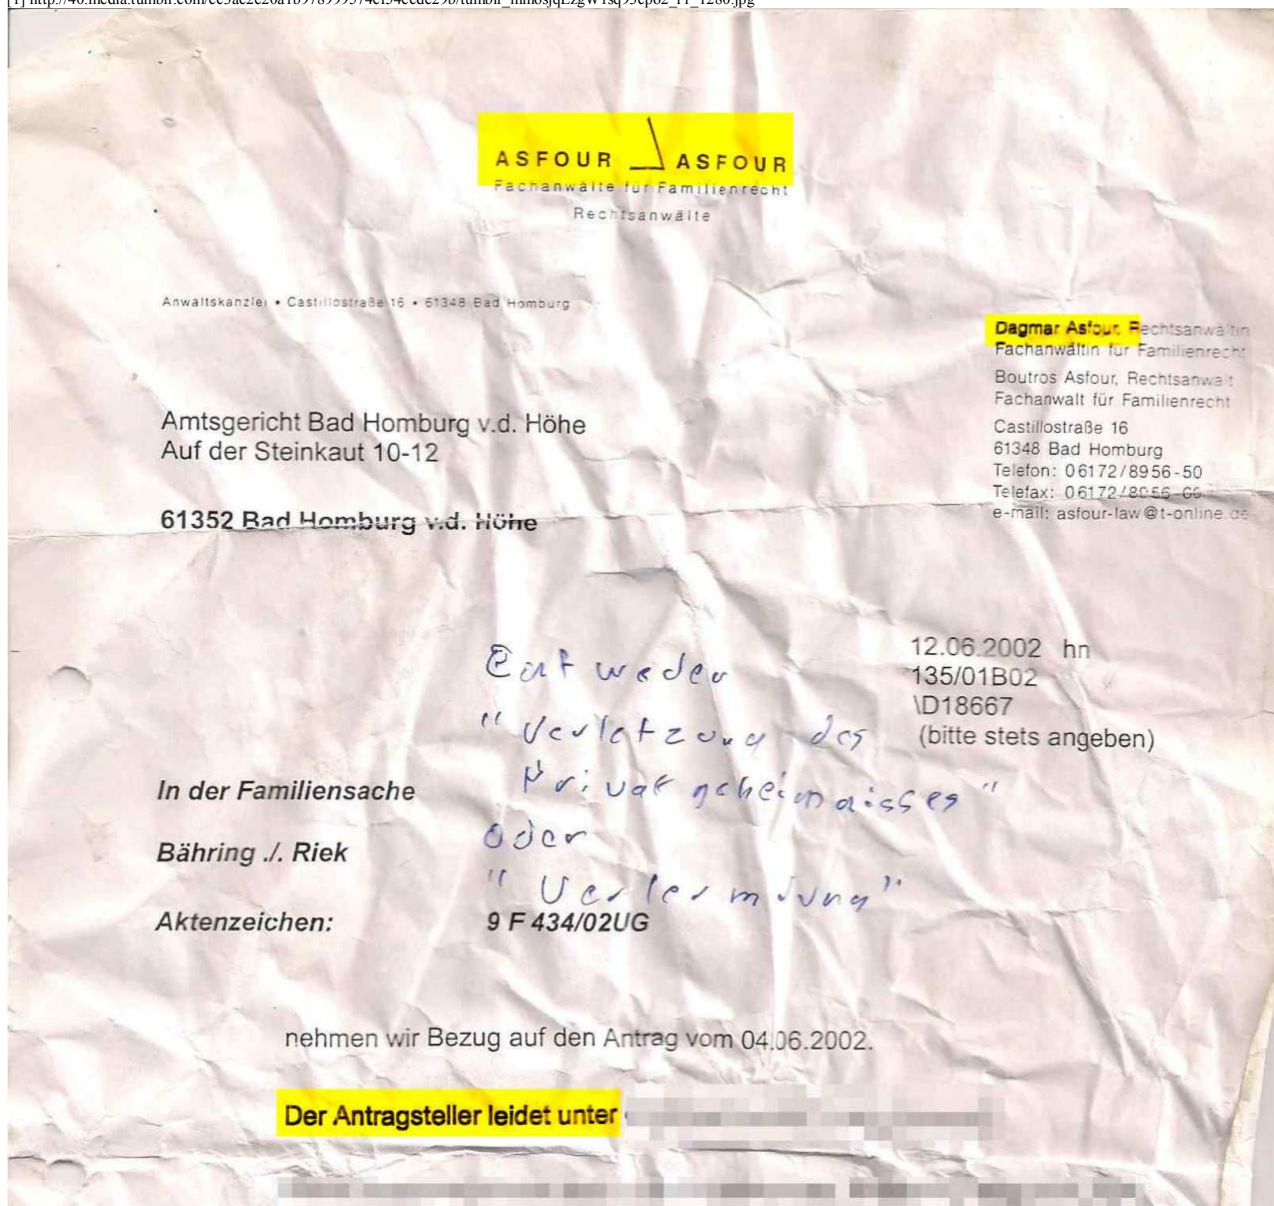 ASFOUR ASFOUR
Fachanwälte für Familienrecht
Rechtsanwälte
Anwaltskanzlei • Castillostraße 16 • 61348 Bad Homburg
Dagmar Asfour, Rechtsanwältin
Fachanwältin für Familienrecht
Boutros Asfour, Rechtsanwalt
Fachanwalt für Familienrecht
Castillostraße 16
61348 Bad Homburg
Telefon: 06172/8956-50
Telefax: 06172/8956-66
e-mail: asfour-law@t-online.de
Amtsgericht Bad Homburg v.d. Höhe
Auf der Steinkaut 10-12
61352 Bad Homburg v.d. Höhe
12.06.2002 hn
135/01B02
\D18667
(bitte stets angeben)
Entweder
"Verletzung des
Privatgeheimnisses"
oder
"Verleumdung"
In der Familiensache
Bähring ./. Riek
Aktenzeichen: 9 F 434/02UG
nehmen wir Bezug auf den Antrag vom 04.06.2002.
Der Antragsteller leidet unter